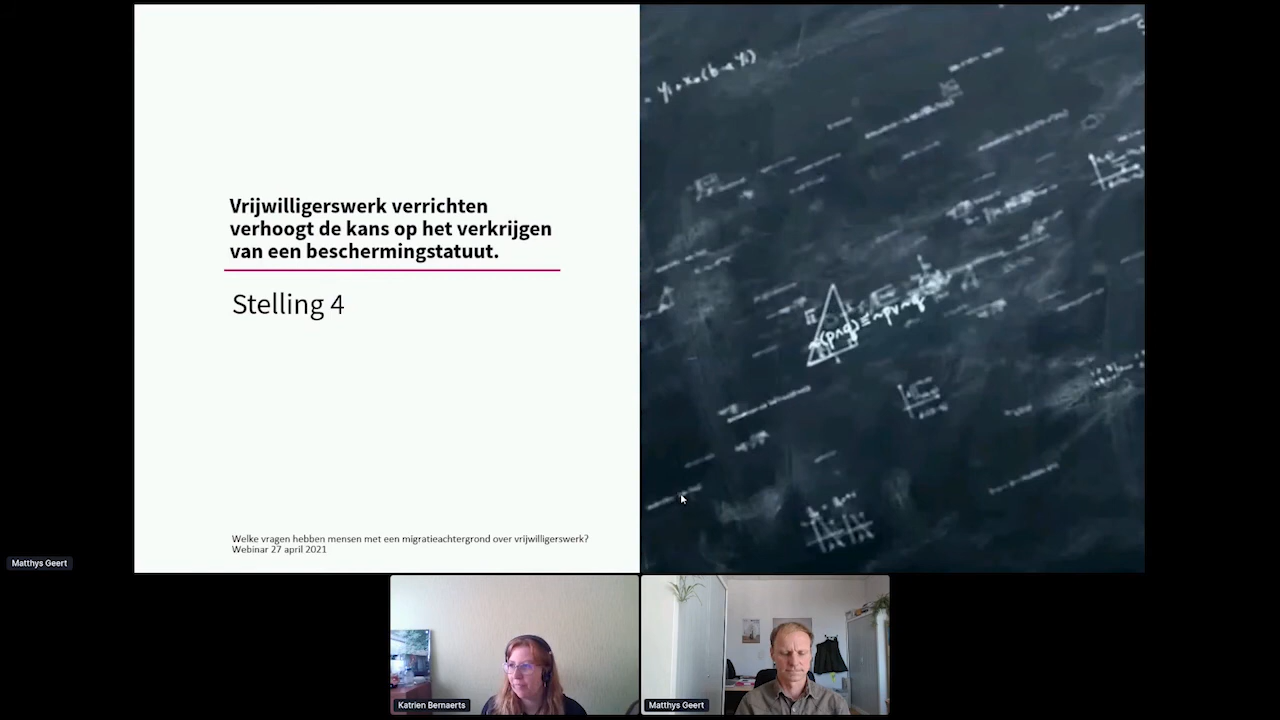 Vrijwilligerswerk verrichten
verhoogt de kans op het verkrijgen
van een beschermingstatuut.
Stelling 4
Welke vragen hebben mensen met een migratieachtergrond over vrijwilligerswerk?
Webinar 27 april 2021
Matthys Geert
Katrien Bernaerts
Matthys Geert